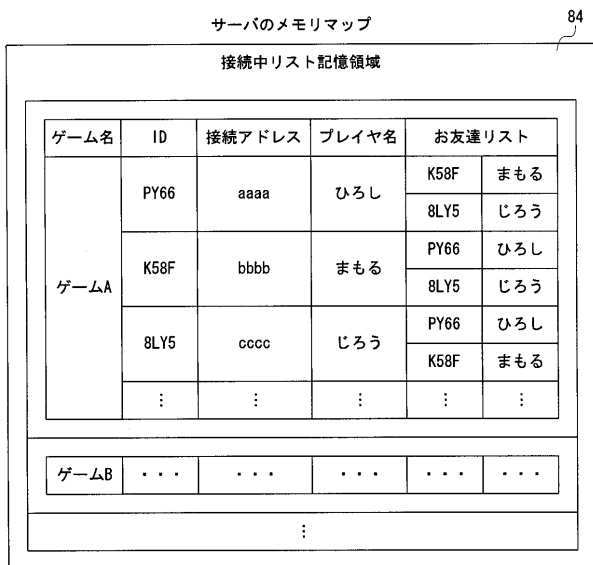 サーバのメモリマップ
84
接続中リスト記憶領域
ゲーム名 ID 接続アドレス プレイヤ名 お友達リスト
ゲームA
PY66 aaaa ひろし
K58F まもる
8LY5 じろう
K58F bbbb まもる
PY66 ひろし
8LY5 じろう
8LY5 cccc じろう
PY66 ひろし
K58F まもる
⋮ ⋮ ⋮ ⋮ ⋮
ゲームB ・・・ ・・・ ・・・ ・・・ ・・・
⋮